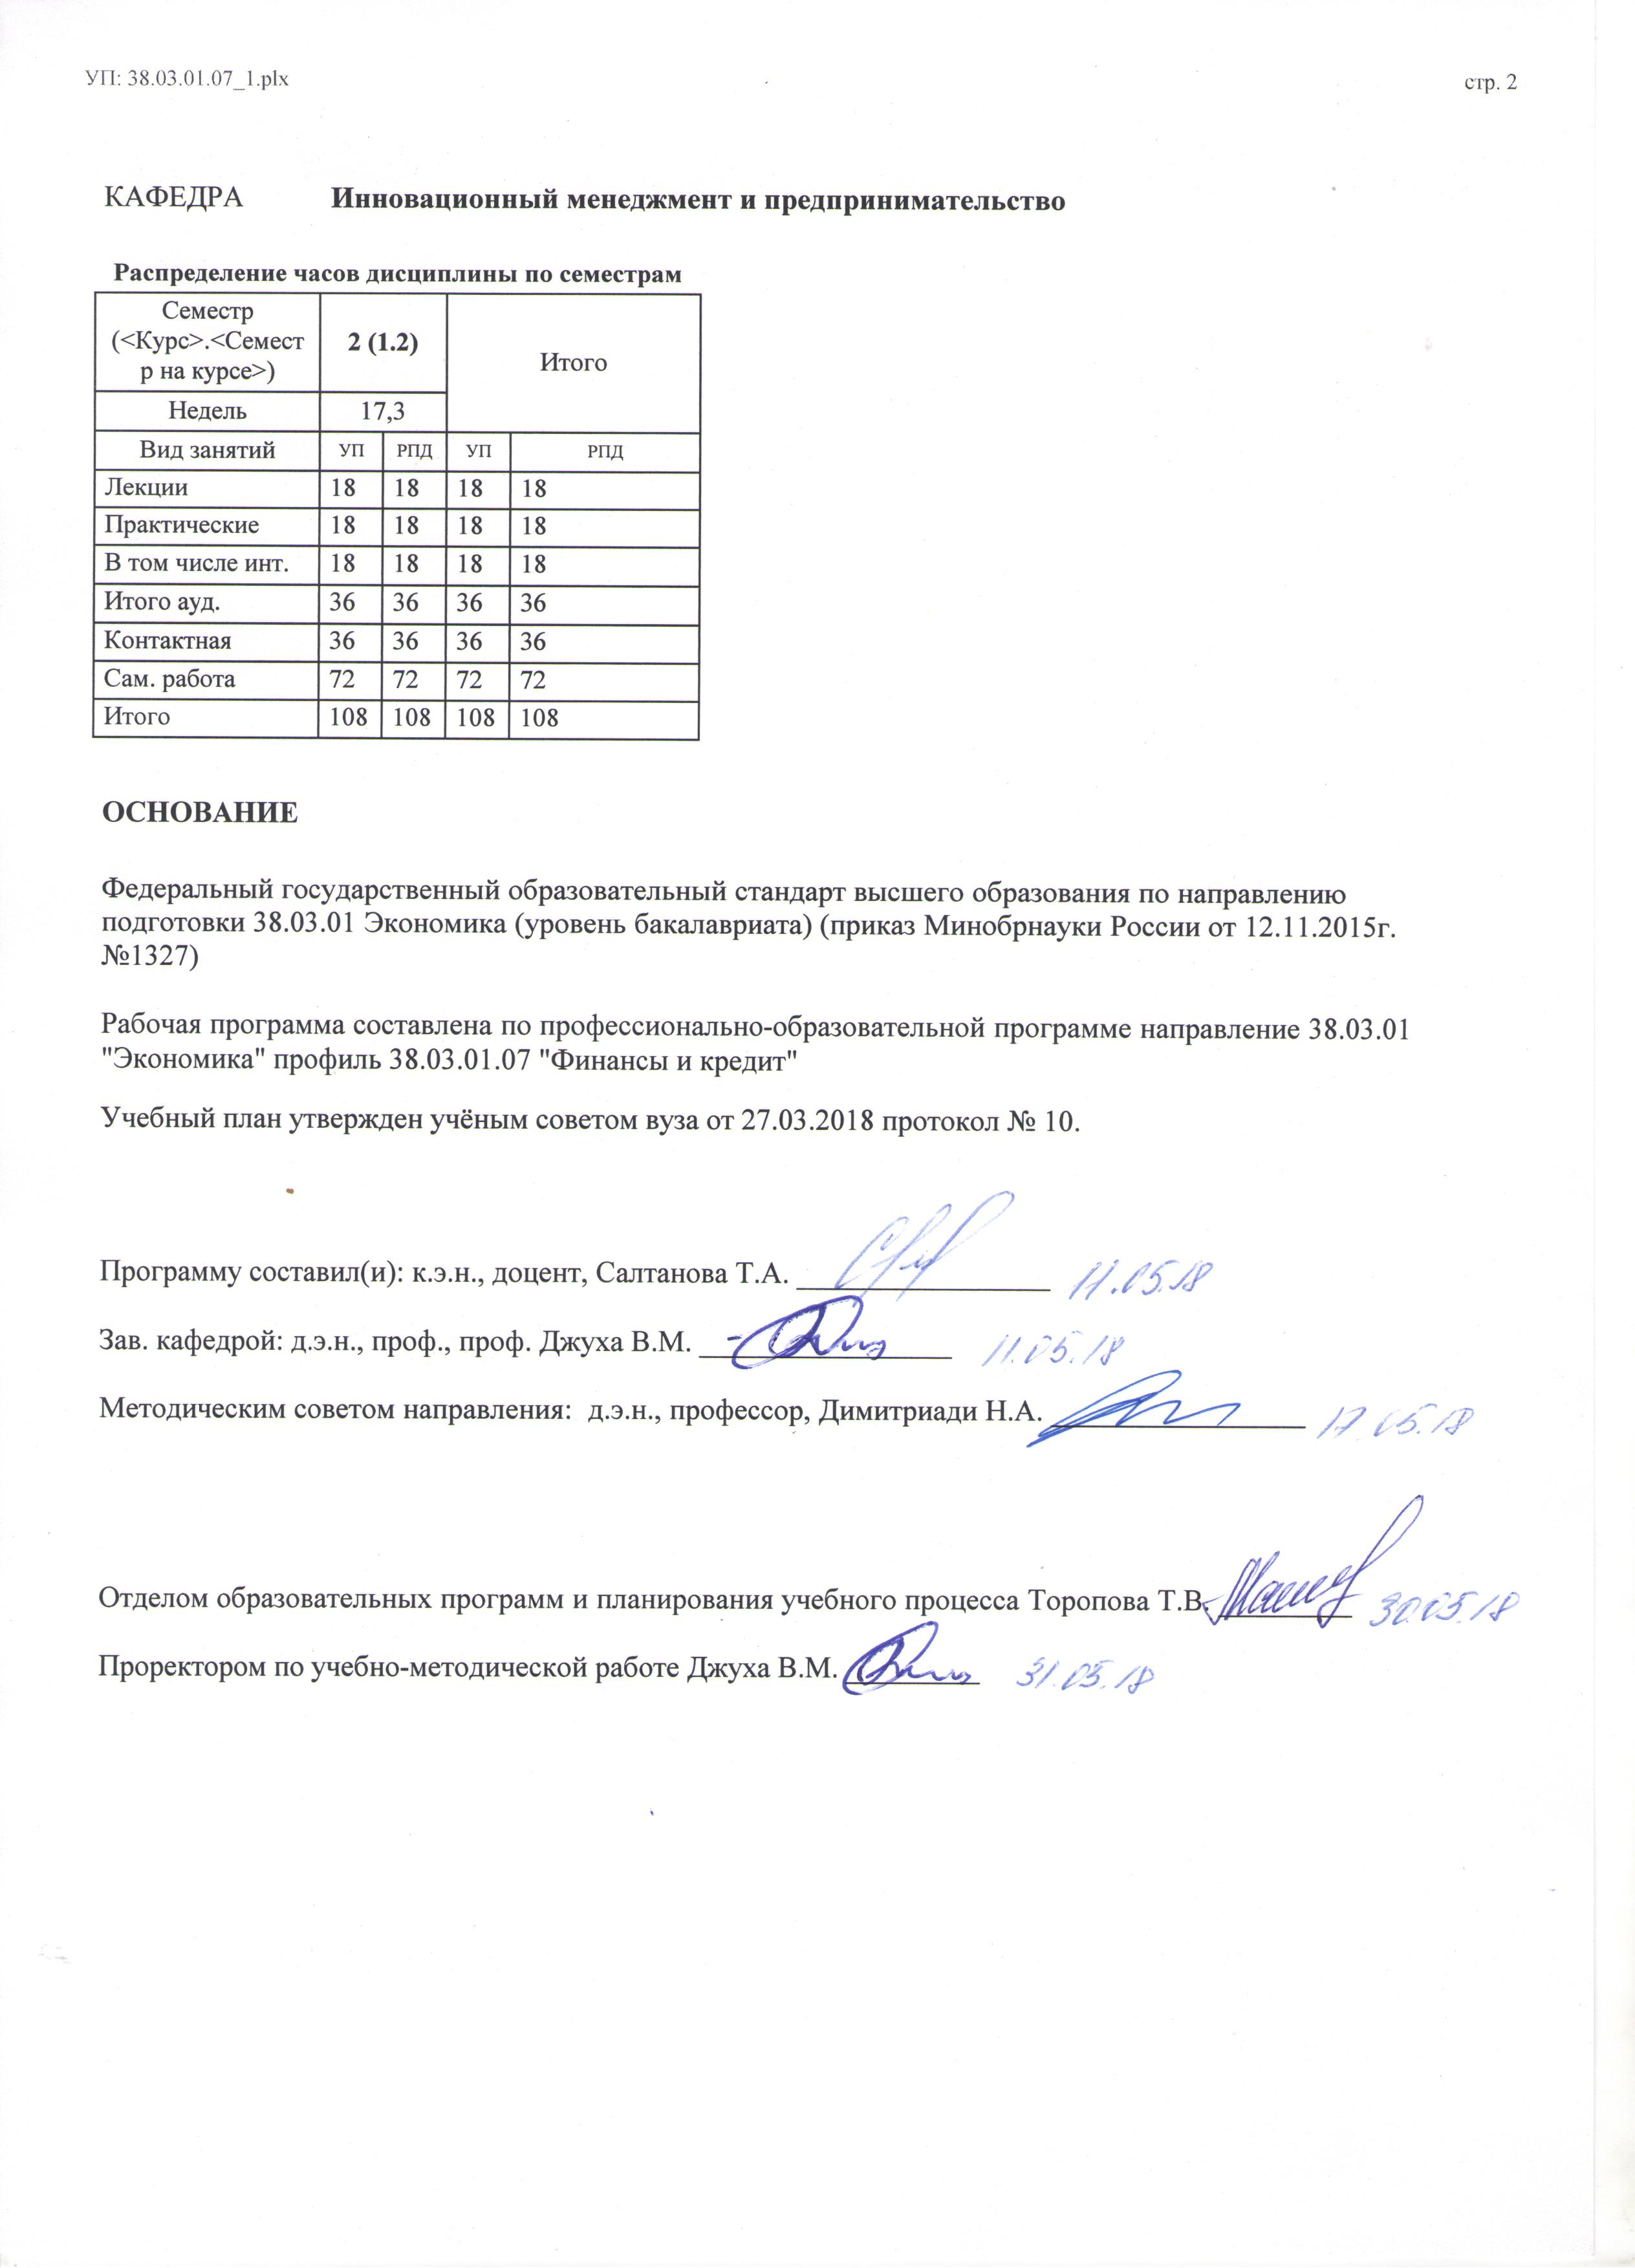 УП: 38.03.01.07_1.plx
стр. 2
КАФЕДРА Инновационный менеджмент и предпринимательство
Распределение часов дисциплины по семестрам
Семестр
(<Курс>.<Семест
р на курсе>) 2 (1.2) Итого
Недель 17,3
Вид занятий УП РПД УП РПД
Лекции 18 18 18 18
Практические 18 18 18 18
В том числе инт. 18 18 18 18
Итого ауд. 36 36 36 36
Контактная 36 36 36 36
Сам. работа 72 72 72 72
Итого 108 108 108 108
ОСНОВАНИЕ
Федеральный государственный образовательный стандарт высшего образования по направлению
подготовки 38.03.01 Экономика (уровень бакалавриата) (приказ Минобрнауки России от 12.11.2015г.
№1327)
Рабочая программа составлена по профессионально-образовательной программе направление 38.03.01
"Экономика" профиль 38.03.01.07 "Финансы и кредит"
Учебный план утвержден учёным советом вуза от 27.03.2018 протокол № 10.
Программу составил(и): к.э.н., доцент, Салтанова Т.А. 11.05.18
Зав. кафедрой: д.э.н., проф., проф. Джуха В.М. 11.05.18
Методическим советом направления: д.э.н., профессор, Димитриади Н.А. 17.05.18
Отделом образовательных программ и планирования учебного процесса Торопова Т.В. 30.05.18
Проректором по учебно-методической работе Джуха В.М. 31.05.18